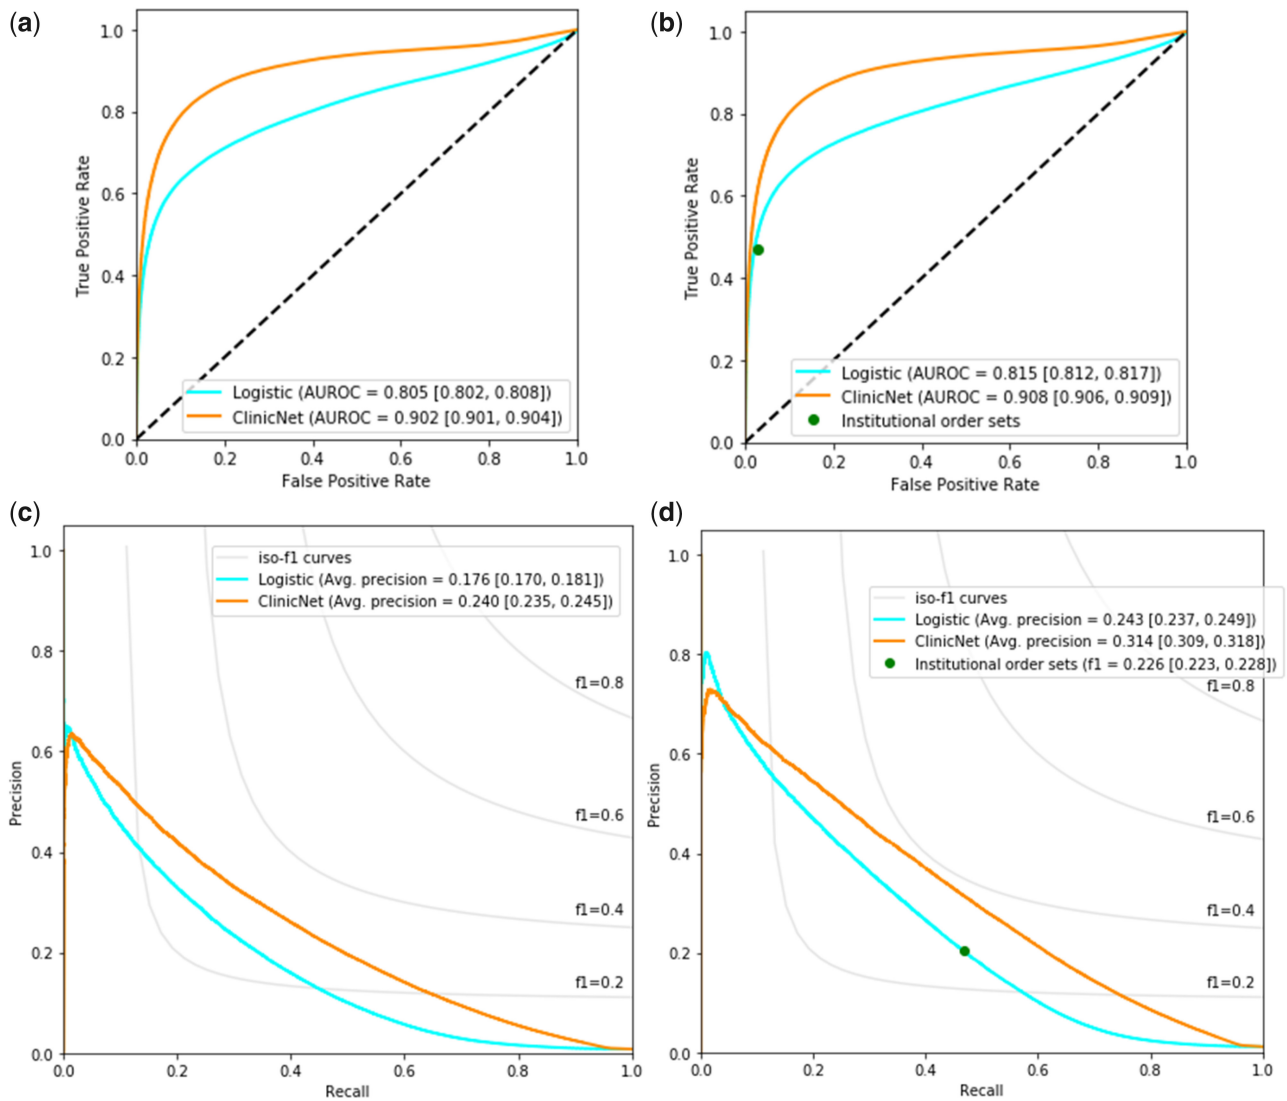 (a)
1.0
0.8
0.6
0.4
0.2
0.0
True Positive Rate
Logistic (AUROC = 0.805 [0.802, 0.808])
ClinicNet (AUROC = 0.902 [0.901, 0.904])
0.0 0.2 0.4 0.6 0.8 1.0
False Positive Rate
(b)
1.0
0.8
0.6
0.4
0.2
0.0
True Positive Rate
Logistic (AUROC = 0.815 [0.812, 0.817])
ClinicNet (AUROC = 0.908 [0.906, 0.909])
Institutional order sets
0.0 0.2 0.4 0.6 0.8 1.0
False Positive Rate
(c)
1.0
0.8
0.6
0.4
0.2
0.0
Precision
iso-f1 curves
Logistic (Avg. precision = 0.176 [0.170, 0.181])
ClinicNet (Avg. precision = 0.240 [0.235, 0.245])
f1=0.8
f1=0.6
f1=0.4
f1=0.2
0.0 0.2 0.4 0.6 0.8 1.0
Recall
(d)
1.0
0.8
0.6
0.4
0.2
0.0
Precision
iso-f1 curves
Logistic (Avg. precision = 0.243 [0.237, 0.249])
ClinicNet (Avg. precision = 0.314 [0.309, 0.318])
Institutional order sets (f1 = 0.226 [0.223, 0.228])
f1=0.8
f1=0.6
f1=0.4
f1=0.2
0.0 0.2 0.4 0.6 0.8 1.0
Recall